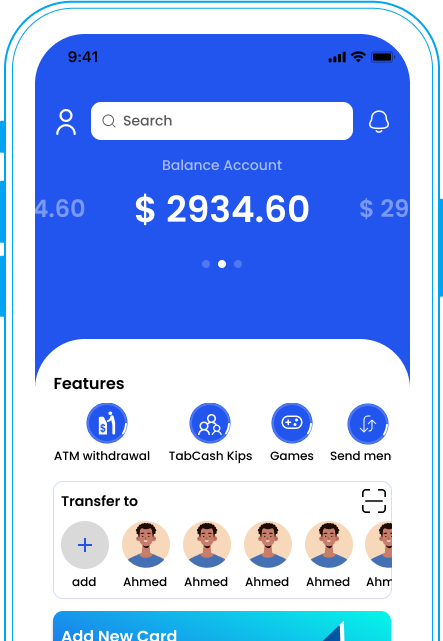 9:41
Search
Balance Account
4.60 $ 2934.60 $ 29
Features
$
ATM withdrawal TabCash Kips Games Send men
Transfer to
add Ahmed Ahmed Ahmed Ahmed Ahm
Add New Card